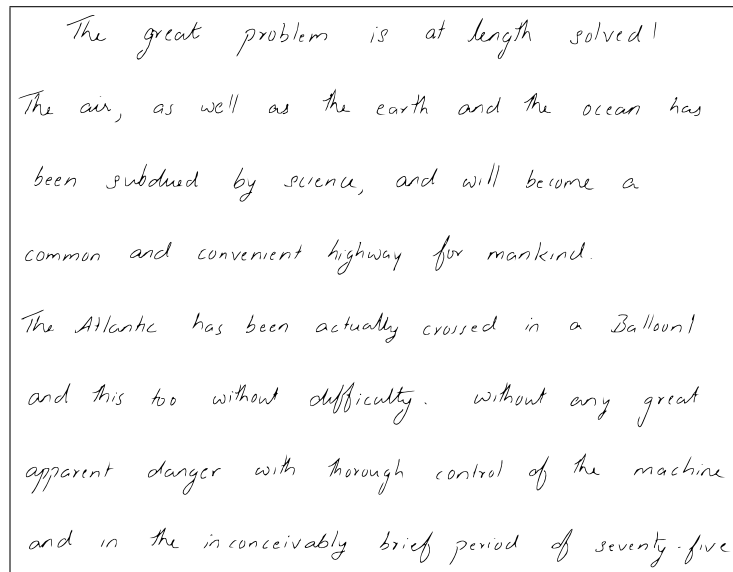 The great problem is at length solved!
The air, as well as the earth and the ocean has
been subdued by science, and will become a
common and convenient highway for mankind.
The Atlantic has been actually crossed in a Balloon!
and this too without difficulty. without any great
apparent danger with thorough control of the machine
and in the inconceivably brief period of seventy-five